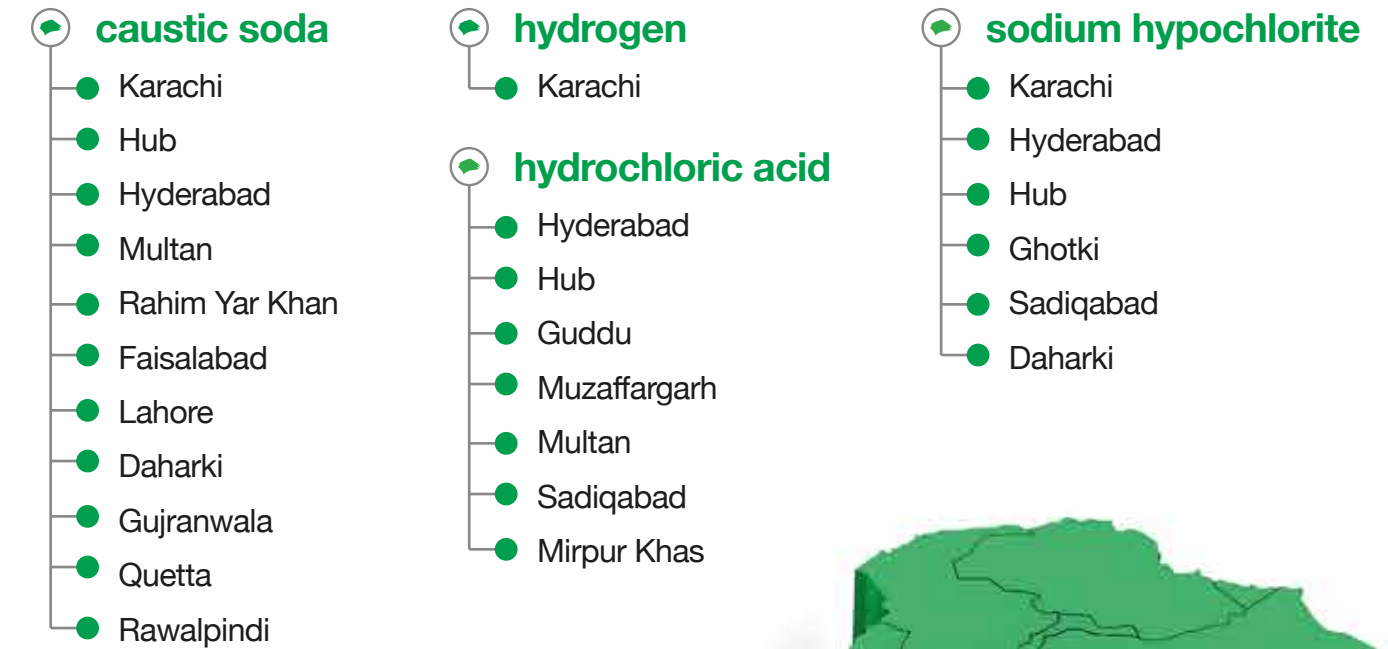 caustic soda
Karachi
Hub
Hyderabad
Multan
Rahim Yar Khan
Faisalabad
Lahore
Daharki
Gujranwala
Quetta
Rawalpindi
hydrogen
Karachi
hydrochloric acid
Hyderabad
Hub
Guddu
Muzaffargarh
Multan
Sadiqabad
Mirpur Khas
sodium hypochlorite
Karachi
Hyderabad
Hub
Ghotki
Sadiqabad
Daharki